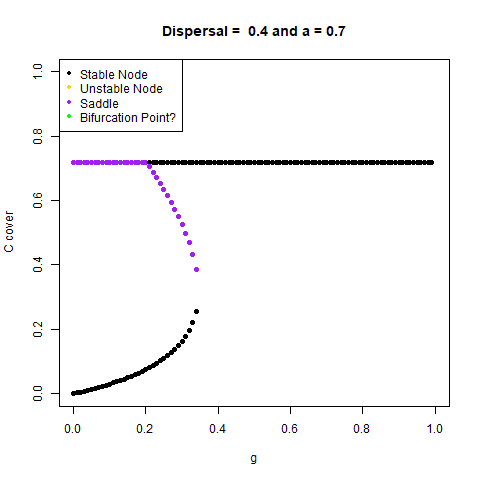 Dispersal =  0.4 and a = 0.7
Stable Node
Unstable Node
Saddle
Bifurcation Point?
C cover
1.0
0.8
0.6
0.4
0.2
0.0
0.0 0.2 0.4 0.6 0.8 1.0
g